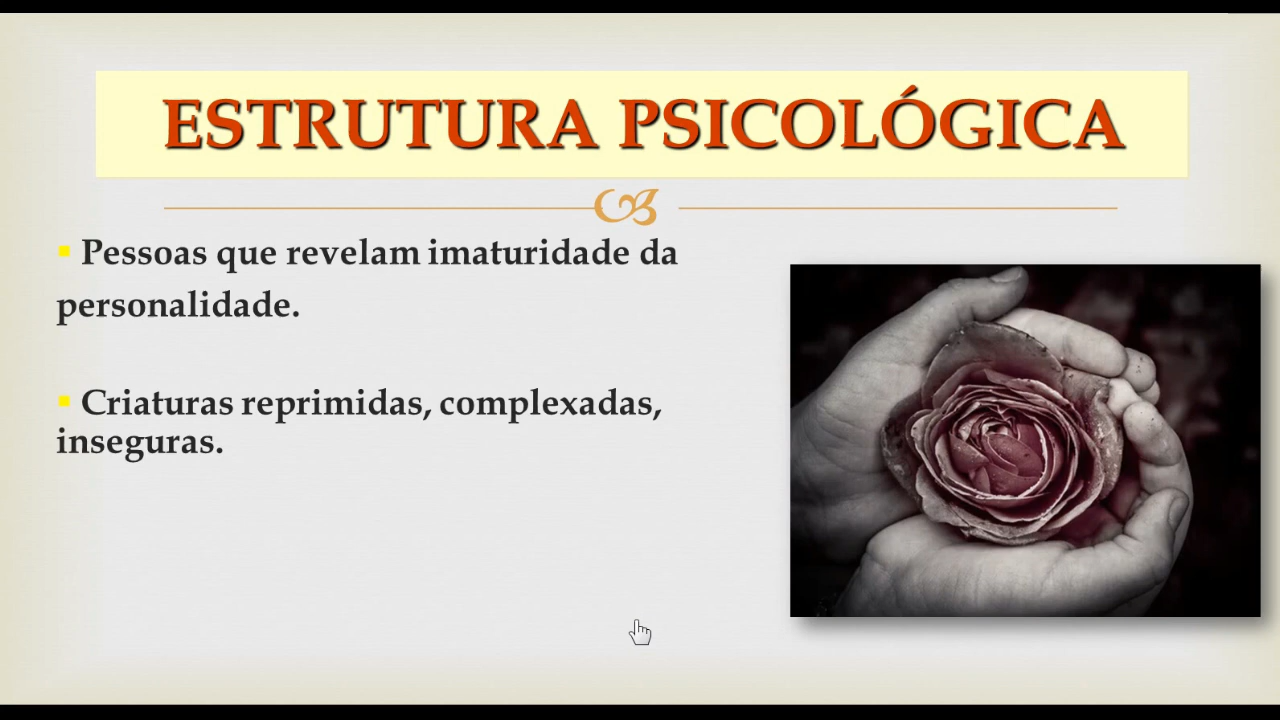 ESTRUTURA PSICOLÓGICA
▪ Pessoas que revelam imaturidade da
personalidade.
▪ Criaturas reprimidas, complexadas,
inseguras.